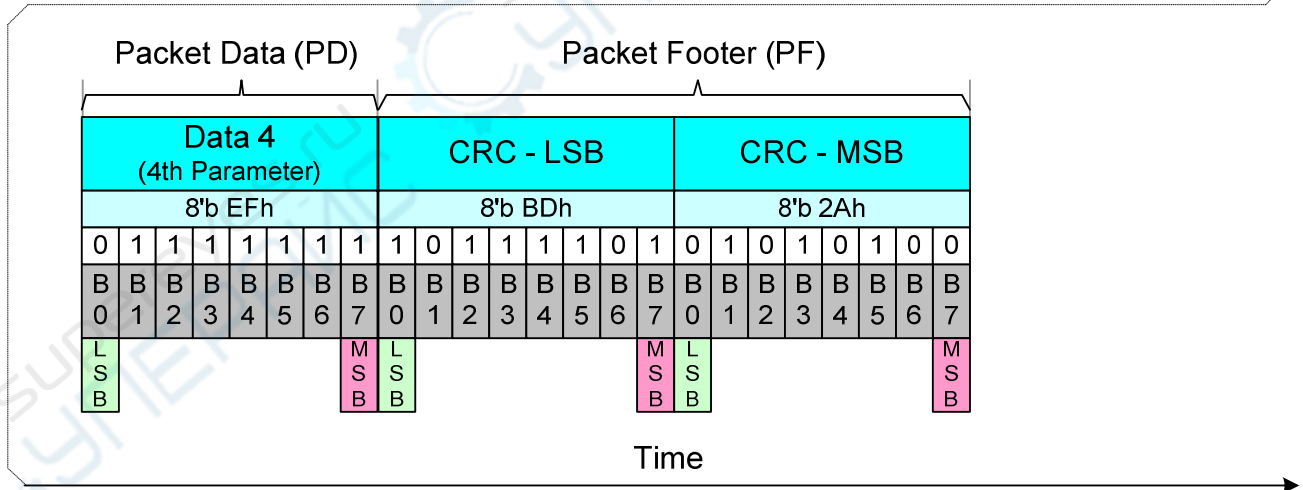 Packet Data (PD) Packet Footer (PF)
Data 4 CRC - LSB CRC - MSB
(4th Parameter)
8'b EFh 8'b BDh 8'b 2Ah
0 1 1 1 1 1 1 1 1 0 1 1 1 1 0 1 0 1 0 1 0 1 0 0
B B B B B B B B B B B B B B B B B B B B B B B B
0 1 2 3 4 5 6 7 0 1 2 3 4 5 6 7 0 1 2 3 4 5 6 7
L M L M L M
S S S S S S
B B B B B B
Time